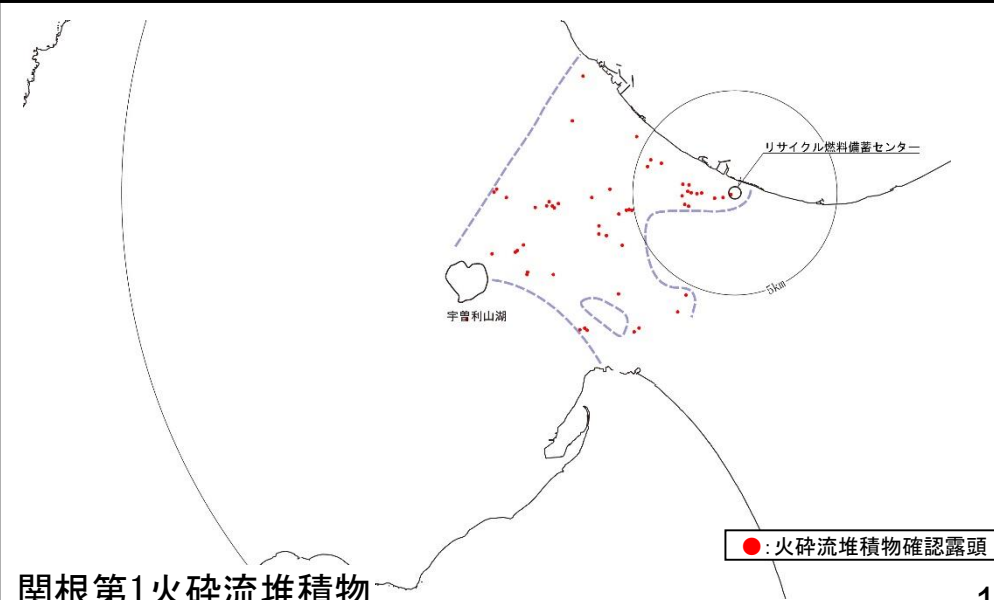 リサイクル燃料備蓄センター
5km
宇曽利山湖
●:火砕流堆積物確認露頭
関根第1火砕流堆積物
1